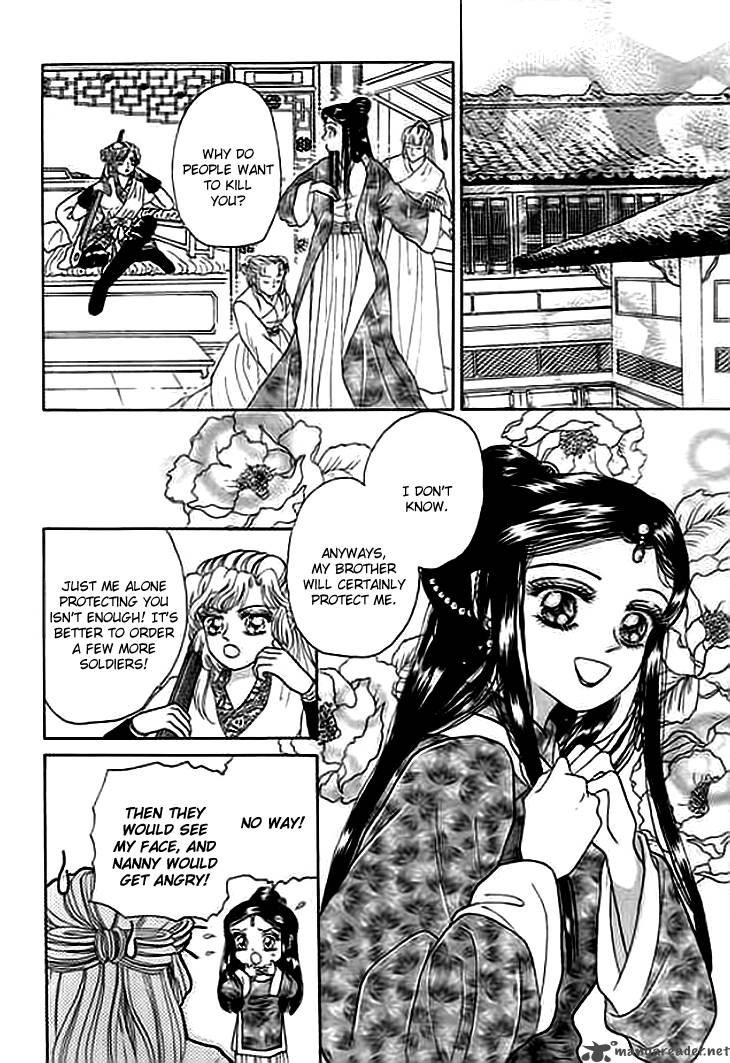 WHY DO
PEOPLE WANT
TO KILL
YOU?
I DON'T
KNOW.
ANYWAYS,
MY BROTHER
WILL CERTAINLY
PROTECT ME.
JUST ME ALONE
PROTECTING YOU
ISN'T ENOUGH! IT'S
BETTER TO ORDER
A FEW MORE
SOLDIERS!
NO WAY!
THEN THEY
WOULD SEE
MY FACE, AND
NANNY WOULD
GET ANGRY!
mangareader.net